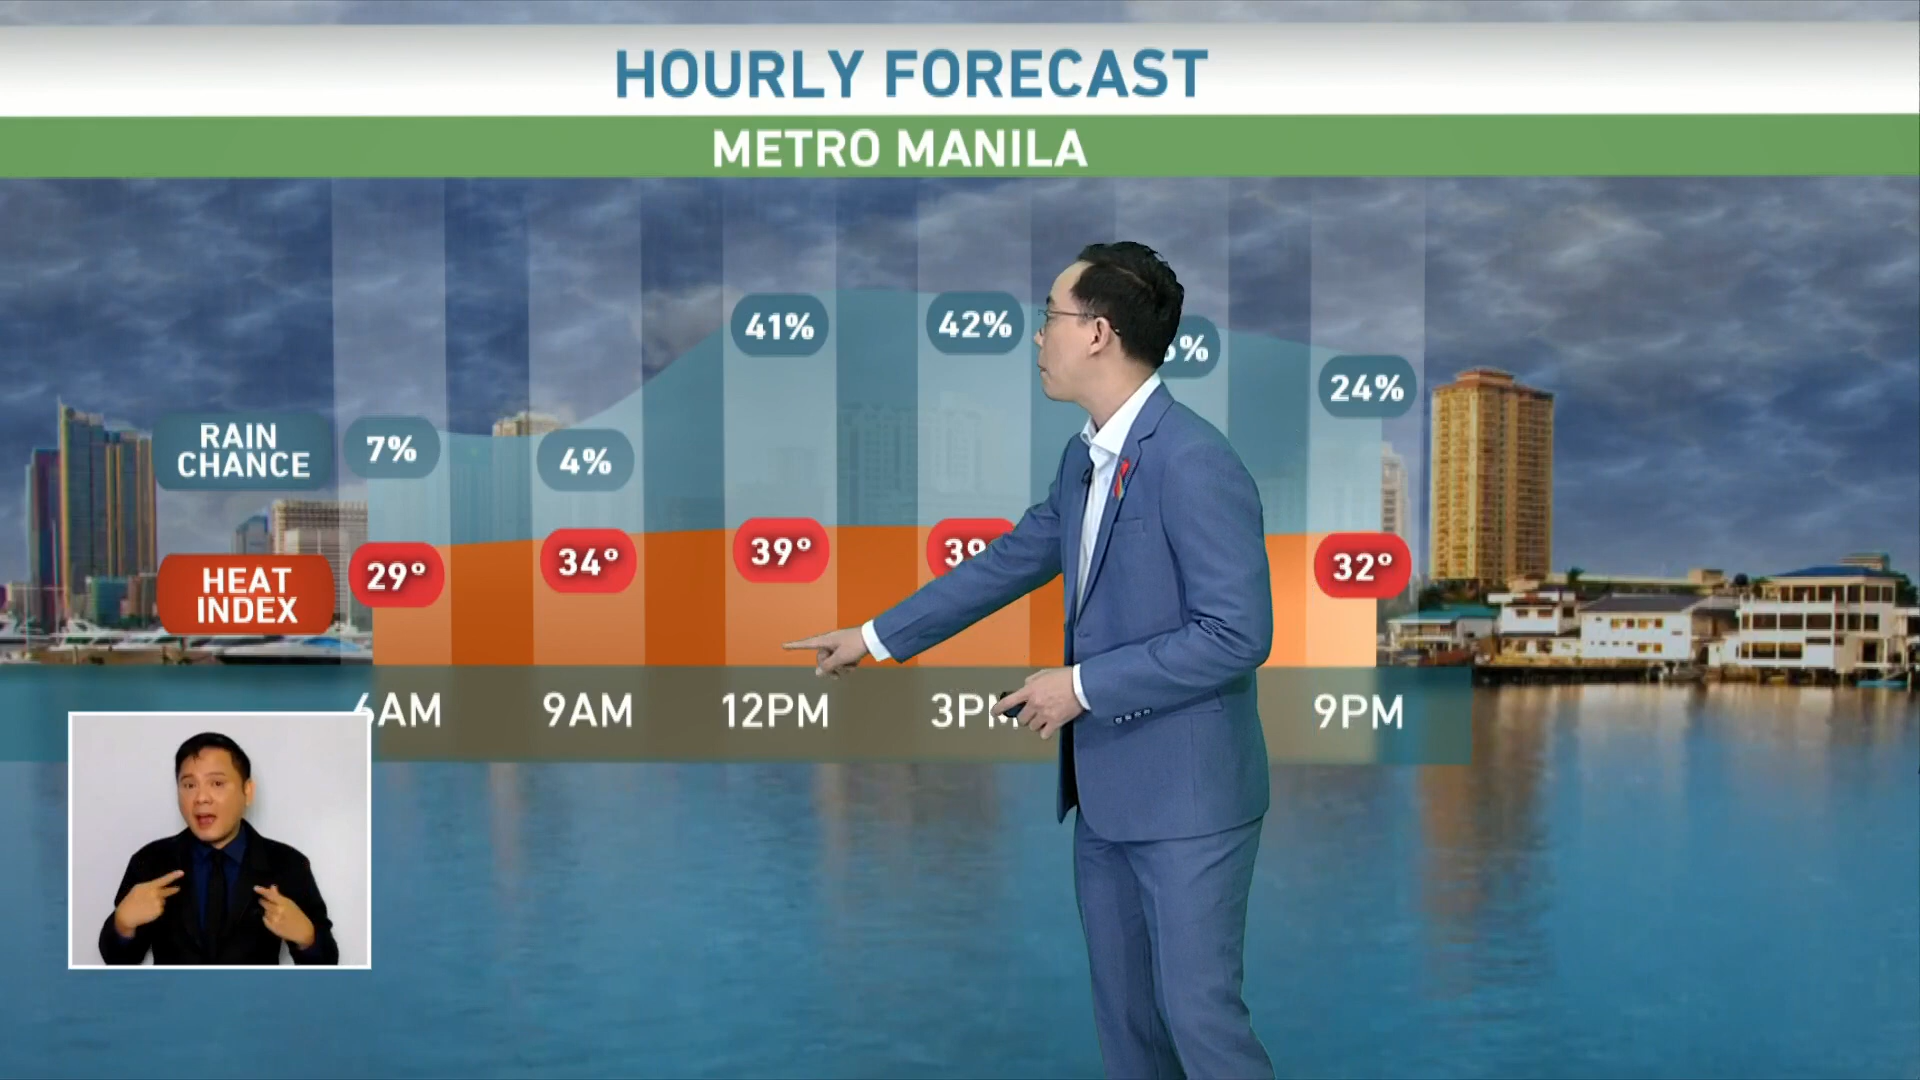 HOURLY FORECAST
METRO MANILA
RAIN
CHANCE
7%
4%
41%
42%
24%
HEAT
INDEX
29°
34°
39°
32°
9AM
12PM
9PM